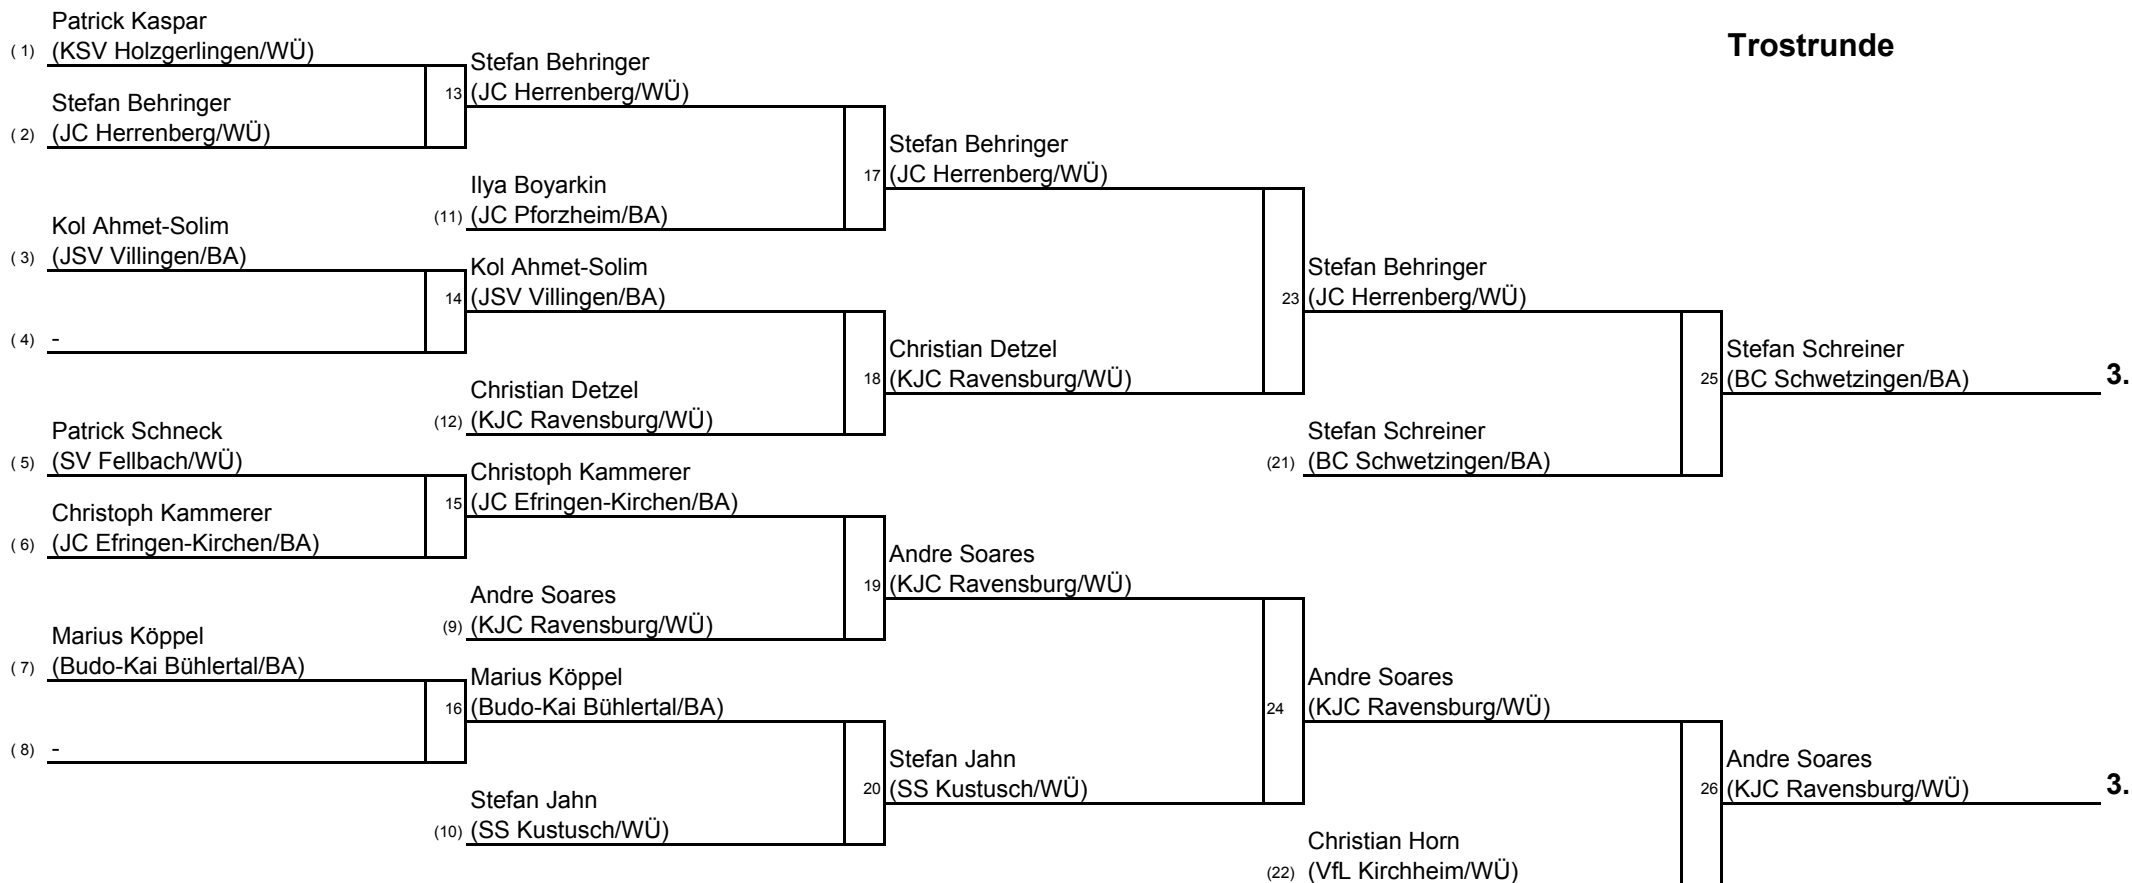 Trostrunde
Patrick Kaspar
( 1) (KSV Holzgerlingen/WÜ)
Stefan Behringer
( 2) (JC Herrenberg/WÜ)
Kol Ahmet-Solim
( 3) (JSV Villingen/BA)
( 4) -
Patrick Schneck
( 5) (SV Fellbach/WÜ)
Christoph Kammerer
( 6) (JC Efringen-Kirchen/BA)
Marius Köppel
( 7) (Budo-Kai Bühlertal/BA)
( 8) -
Stefan Behringer
13 (JC Herrenberg/WÜ)
Ilya Boyarkin
(11) (JC Pforzheim/BA)
Kol Ahmet-Solim
14 (JSV Villingen/BA)
Christian Detzel
(12) (KJC Ravensburg/WÜ)
Christoph Kammerer
15 (JC Efringen-Kirchen/BA)
Andre Soares
(9) (KJC Ravensburg/WÜ)
Marius Köppel
16 (Budo-Kai Bühlertal/BA)
Stefan Jahn
(10) (SS Kustusch/WÜ)
Stefan Behringer
17 (JC Herrenberg/WÜ)
Christian Detzel
18 (KJC Ravensburg/WÜ)
Andre Soares
19 (KJC Ravensburg/WÜ)
Stefan Jahn
20 (SS Kustusch/WÜ)
Stefan Behringer
23 (JC Herrenberg/WÜ)
Stefan Schreiner
(21) (BC Schwetzingen/BA)
Andre Soares
24 (KJC Ravensburg/WÜ)
Christian Horn
(22) (VfL Kirchheim/WÜ)
Stefan Schreiner
25 (BC Schwetzingen/BA) 3.
Andre Soares
26 (KJC Ravensburg/WÜ) 3.